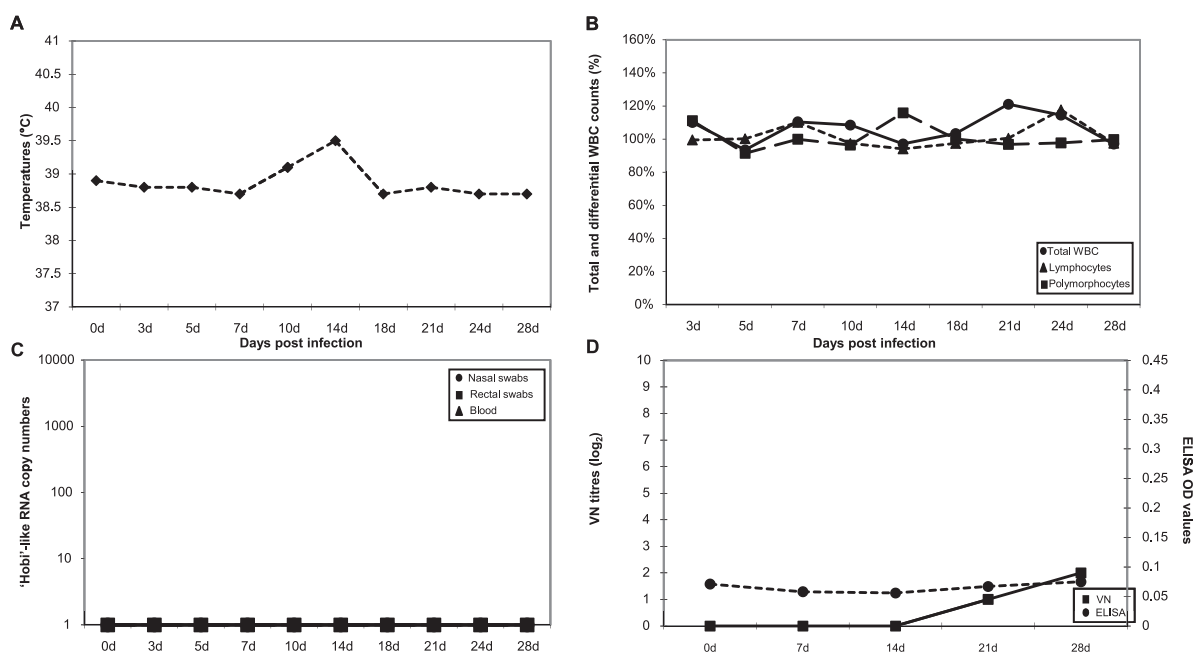 A
Temperatures (°C)
41
40.5
40
39.5
39
38.5
38
37.5
37
0d 3d 5d 7d 10d 14d 18d 21d 24d 28d
Days post infection
B
Total and differential WBC counts (%)
160%
140%
120%
100%
80%
60%
40%
20%
0%
Total WBC
Lymphocytes
Polymorphocytes
3d 5d 7d 10d 14d 18d 21d 24d 28d
Days post infection
C
'Hobi'-like RNA copy numbers
10000
1000
100
10
1
Nasal swabs
Rectal swabs
Blood
0d 3d 5d 7d 10d 14d 18d 21d 24d 28d
D
VN titres (log₂)
10
9
8
7
6
5
4
3
2
1
0
0.45
0.4
0.35
0.3
0.25
0.2
0.15
0.1
0.05
0
ELISA OD values
VN
ELISA
0d 7d 14d 21d 28d